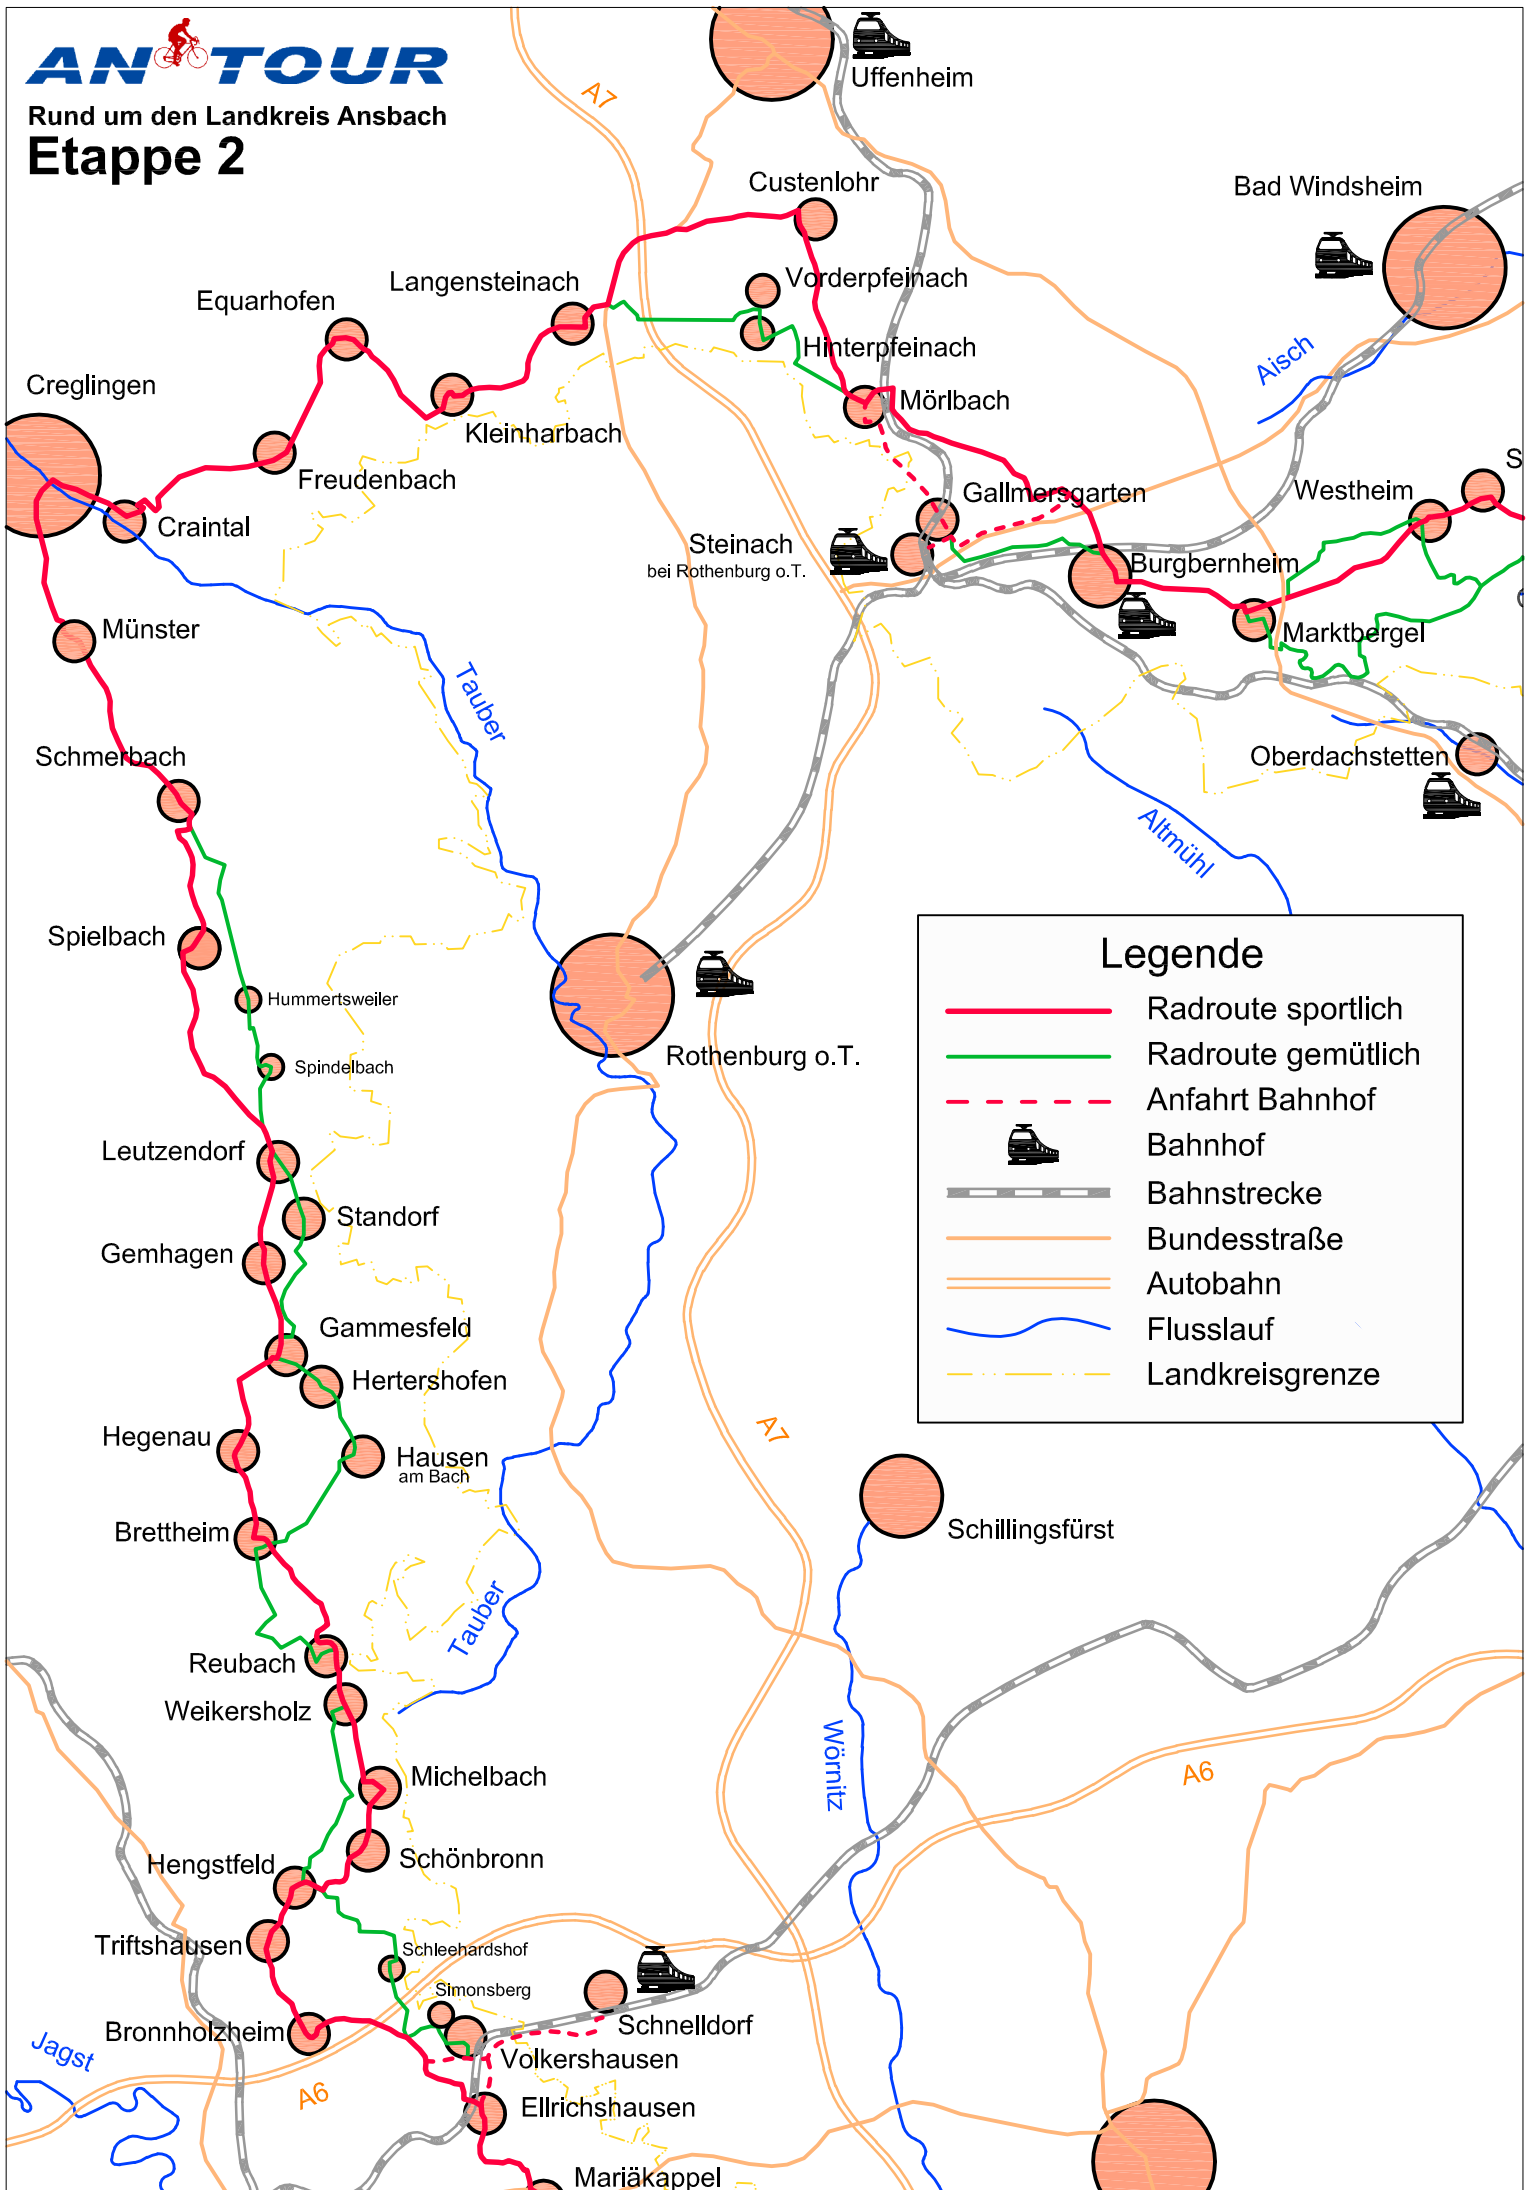 AN TOUR
Rund um den Landkreis Ansbach
Etappe 2
A7
Uffenheim
Custenlohr
Bad Windsheim
Langensteinach
Vorderpfeinach
Equarhofen
Hinterpfeinach
Aisch
Creglingen
Mörlbach
Kleinharbach
Freudenbach
Gallmersgarten
Westheim
S
Craintal
Steinach
bei Rothenburg o.T.
Burgbernheim
Münster
Marktbergel
Tauber
Schmerbach
Oberdachstetten
Altmühl
Spielbach
Hummertsweiler
Rothenburg o.T.
Spindelbach
Leutzendorf
Standorf
Gemhagen
Gammesfeld
Hertershofen
Hegenau
A7
Hausen
am Bach
Brettheim
Schillingsfürst
Tauber
Reubach
Weikersholz
Wörnitz
Michelbach
A6
Schönbronn
Hengstfeld
Triftshausen
Schleehardshof
Simonsberg
Bronnholzheim
Schnelldorf
Jagst
Volkershausen
A6
Ellrichshausen
Mariäkappel
Legende
Radroute sportlich
Radroute gemütlich
Anfahrt Bahnhof
Bahnhof
Bahnstrecke
Bundesstraße
Autobahn
Flusslauf
Landkreisgrenze